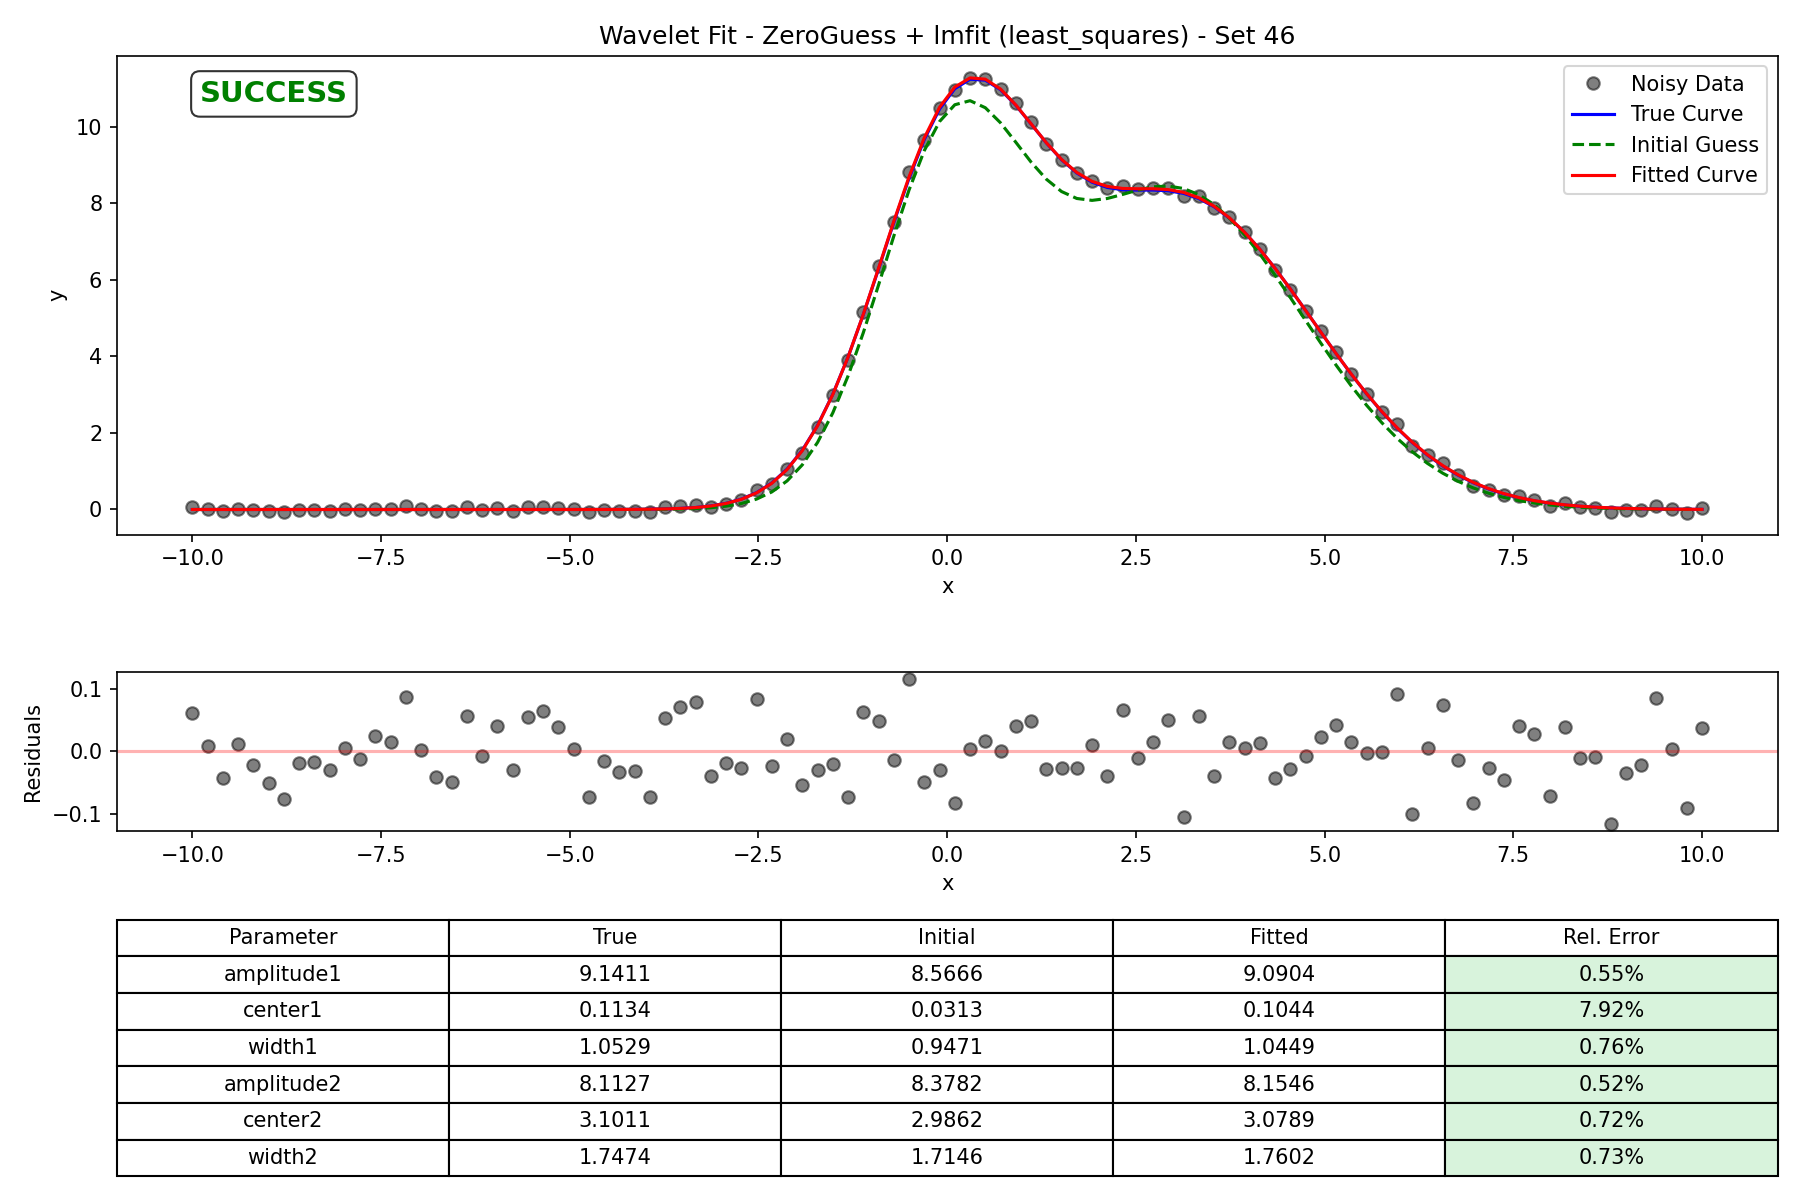 Wavelet Fit - ZeroGuess + lmfit (least_squares) - Set 46
SUCCESS
Noisy Data
True Curve
Initial Guess
Fitted Curve
y
10
8
6
4
2
0
−10.0 −7.5 −5.0 −2.5 0.0 2.5 5.0 7.5 10.0
x
Residuals
0.1
0.0
−0.1
−10.0 −7.5 −5.0 −2.5 0.0 2.5 5.0 7.5 10.0
x
Parameter True Initial Fitted Rel. Error
amplitude1 9.1411 8.5666 9.0904 0.55%
center1 0.1134 0.0313 0.1044 7.92%
width1 1.0529 0.9471 1.0449 0.76%
amplitude2 8.1127 8.3782 8.1546 0.52%
center2 3.1011 2.9862 3.0789 0.72%
width2 1.7474 1.7146 1.7602 0.73%